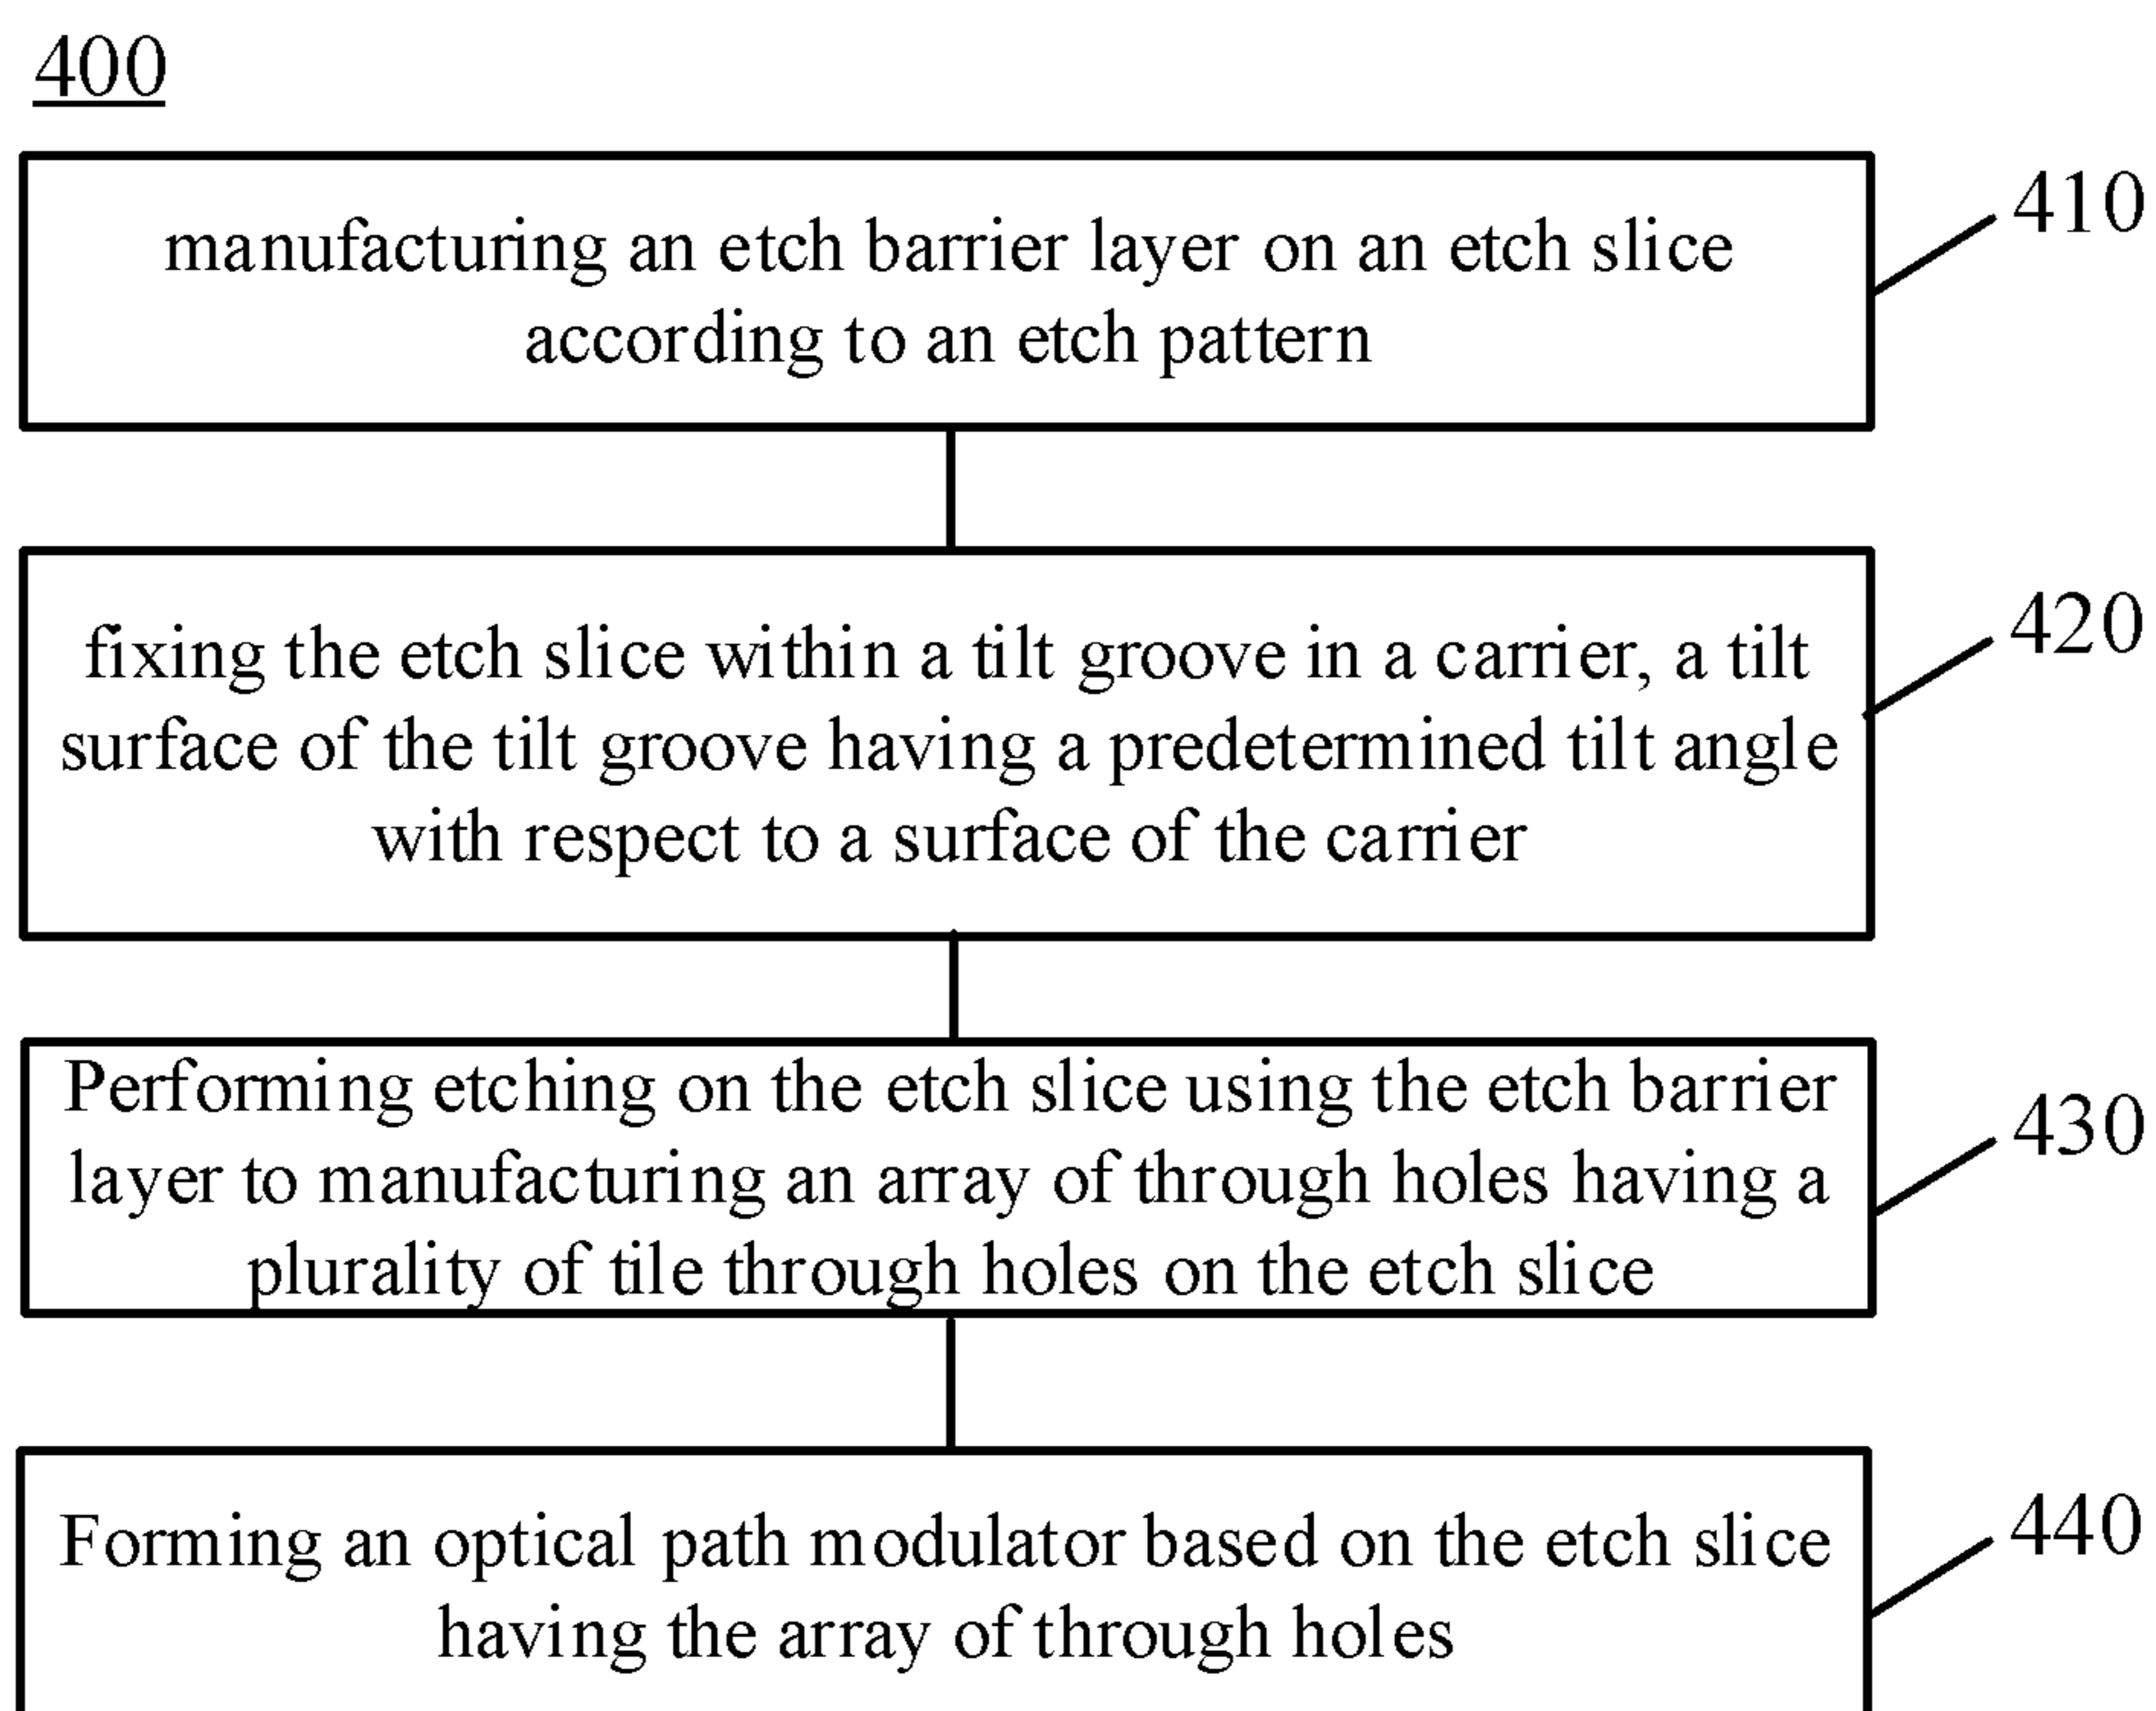 400
manufacturing an etch barrier layer on an etch slice
according to an etch pattern
410
fixing the etch slice within a tilt groove in a carrier, a tilt
surface of the tilt groove having a predetermined tilt angle
with respect to a surface of the carrier
420
Performing etching on the etch slice using the etch barrier
layer to manufacturing an array of through holes having a
plurality of tile through holes on the etch slice
430
Forming an optical path modulator based on the etch slice
having the array of through holes
440